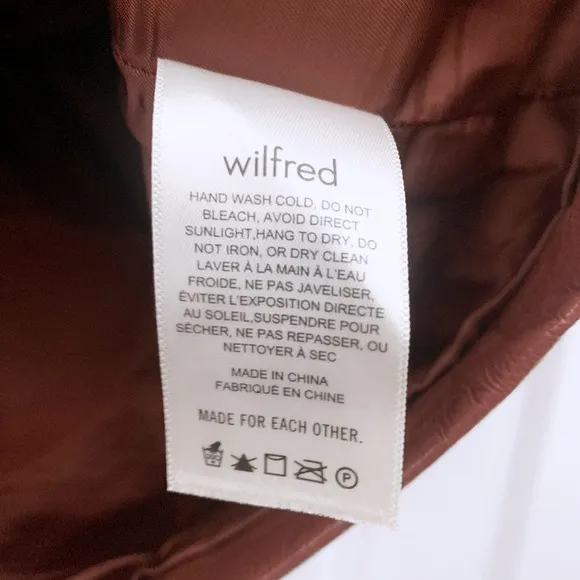 wilfred
HAND WASH COLD, DO NOT
BLEACH, AVOID DIRECT
SUNLIGHT,HANG TO DRY, DO
NOT IRON, OR DRY CLEAN
LAVER À LA MAIN À L'EAU
FROIDE, NE PAS JAVELISER,
ÉVITER L'EXPOSITION DIRECTE
AU SOLEIL,SUSPENDRE POUR
SÉCHER, NE PAS REPASSER, OU
NETTOYER À SEC
MADE IN CHINA
FABRIQUÉ EN CHINE
MADE FOR EACH OTHER.
P